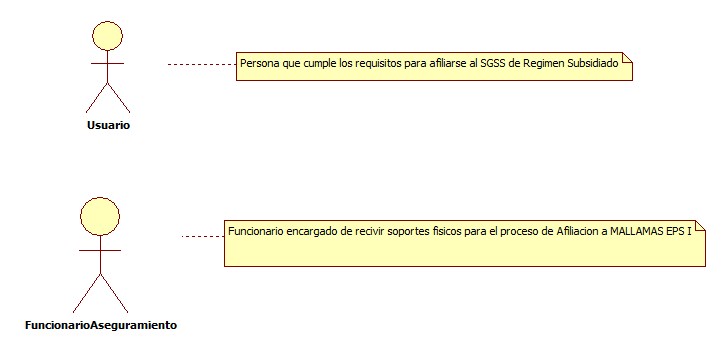 Persona que cumple los requisitos para afiliarse al SGSS de Regimen Subsidiado
Usuario
Funcionario encargado de recivir soportes fisicos para el proceso de Afiliacion a MALLAMAS EPS I
FuncionarioAseguramiento